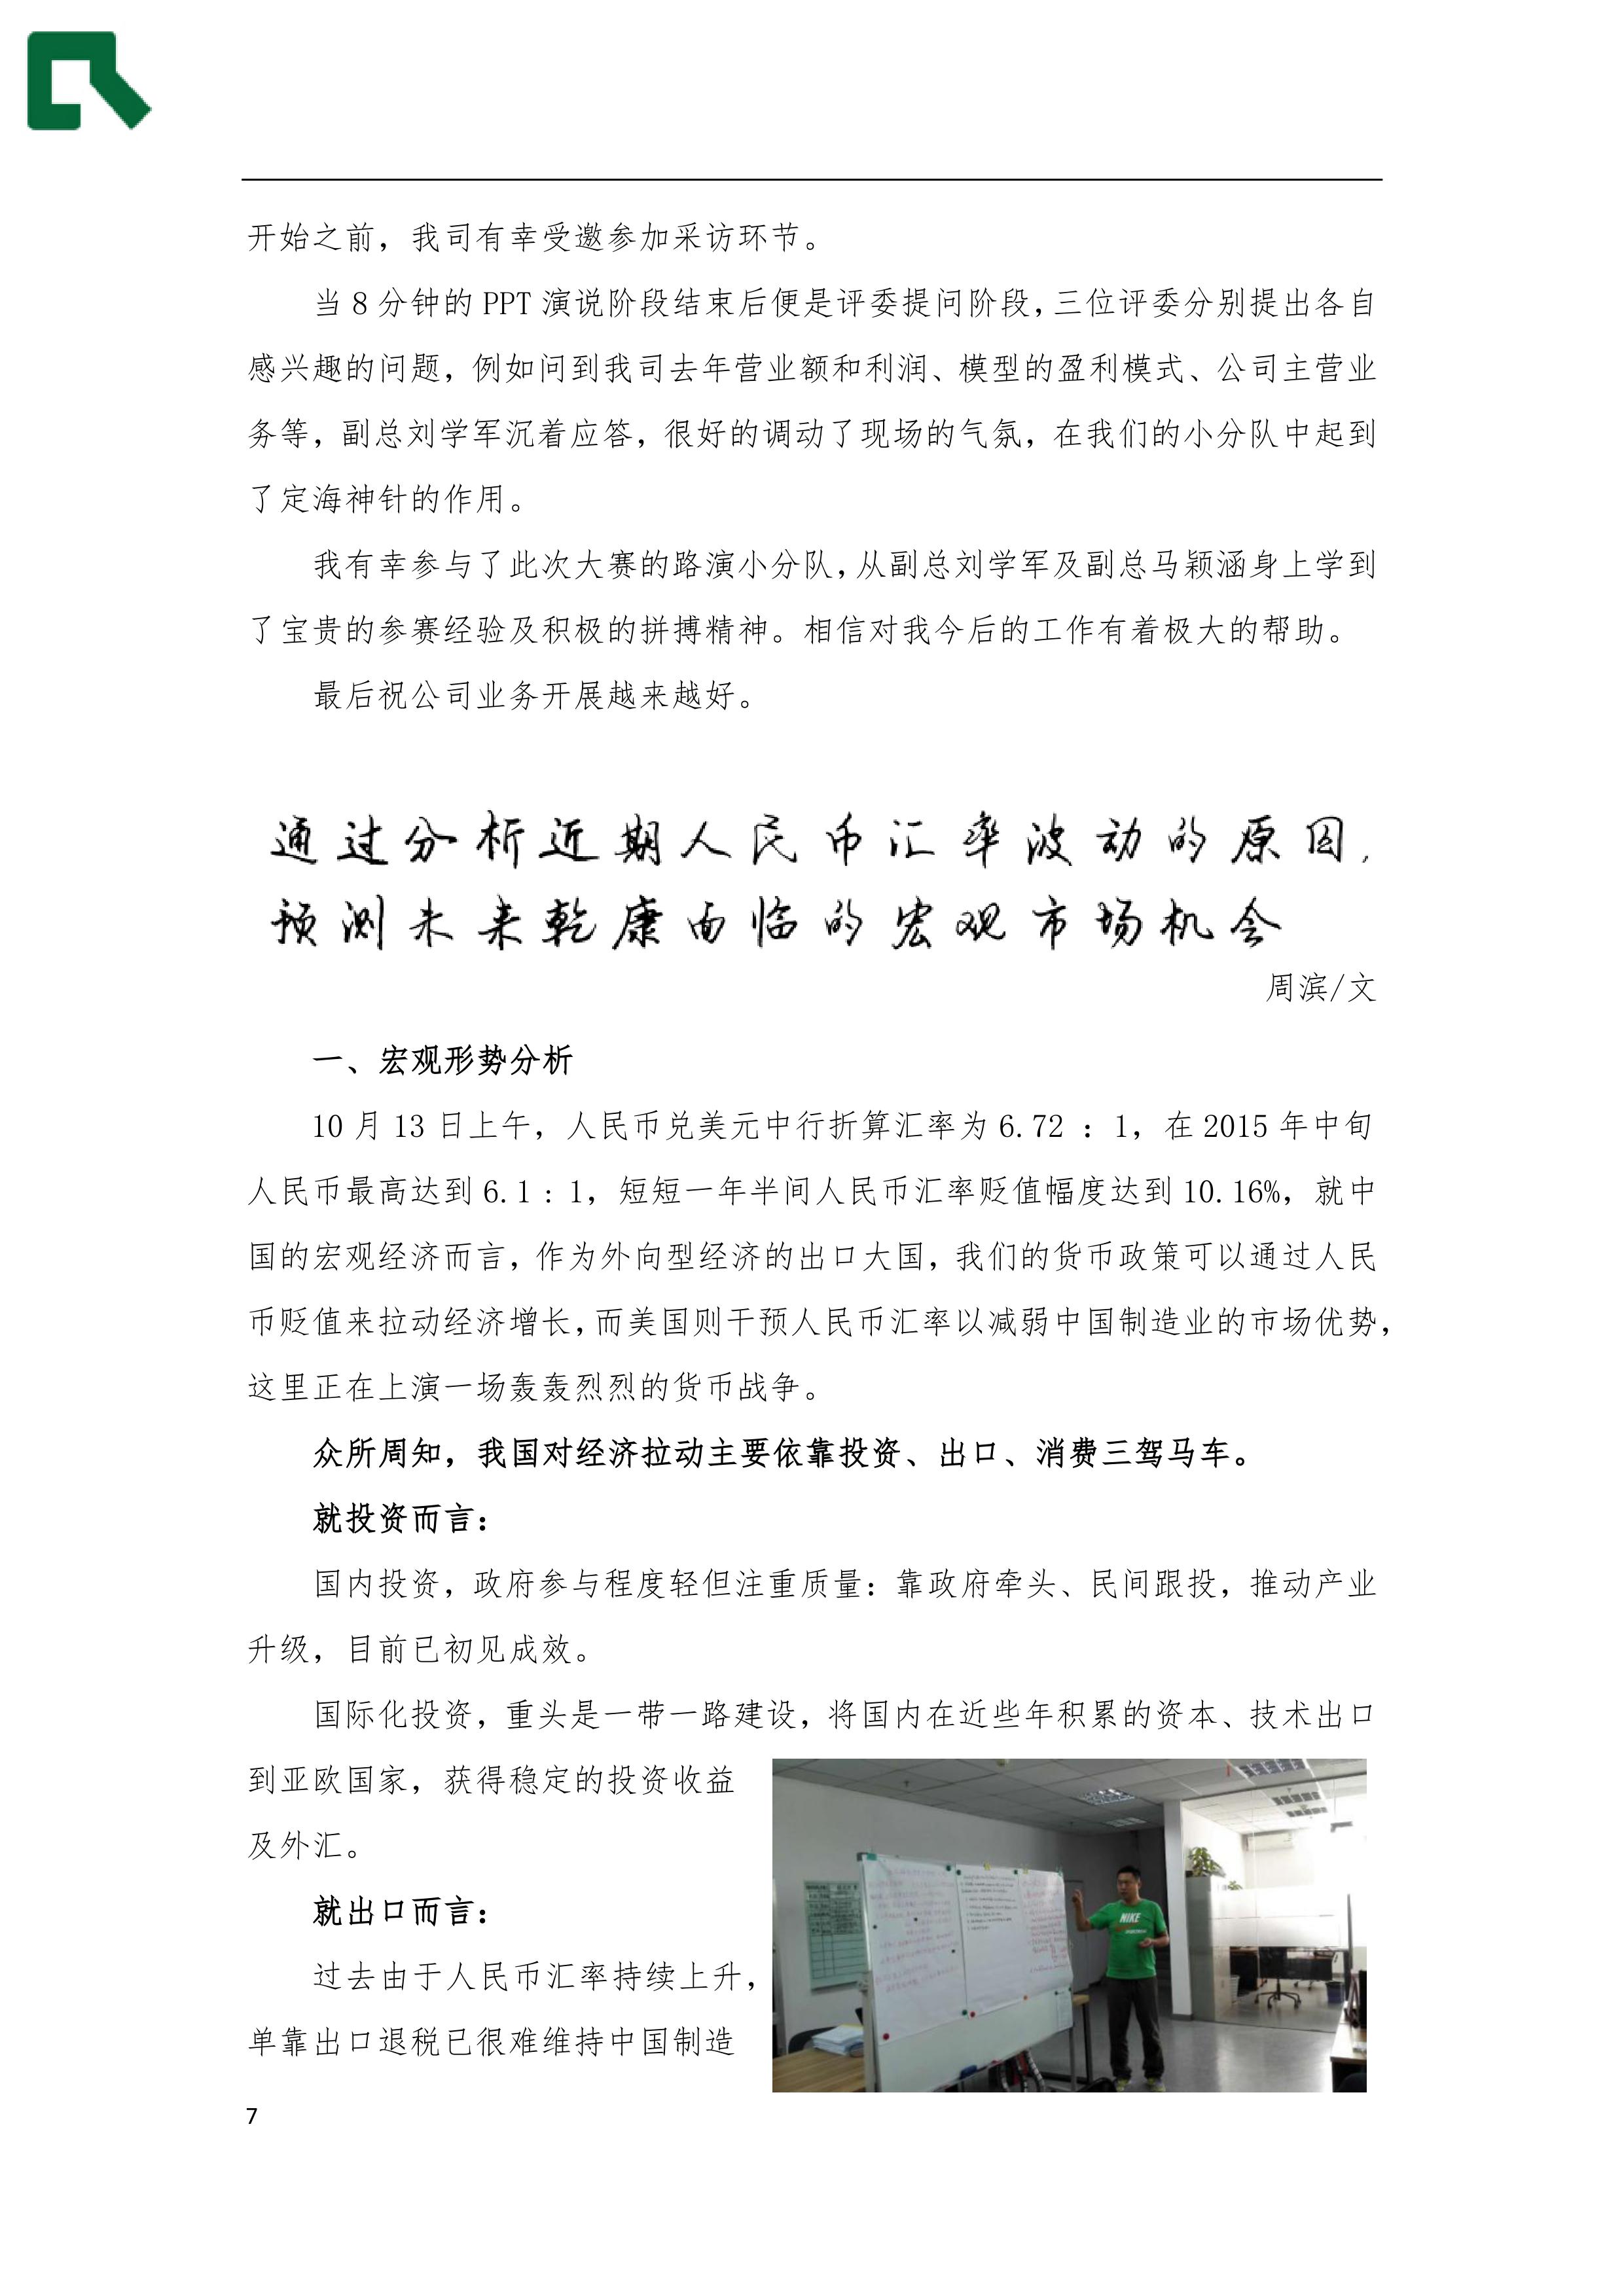 开始之前，我司有幸受邀参加采访环节。
当 8 分钟的 PPT 演说阶段结束后便是评委提问阶段，三位评委分别提出各自
感兴趣的问题，例如问到我司去年营业额和利润、模型的盈利模式、公司主营业
务等，副总刘学军沉着应答，很好的调动了现场的气氛，在我们的小分队中起到
了定海神针的作用。
我有幸参与了此次大赛的路演小分队，从副总刘学军及副总马颖涵身上学到
了宝贵的参赛经验及积极的拼搏精神。相信对我今后的工作有着极大的帮助。
最后祝公司业务开展越来越好。
通过分析近期人民币汇率波动的原因，
预测未来乾康面临的宏观市场机会
周滨/文
一、宏观形势分析
10 月 13 日上午，人民币兑美元中行折算汇率为 6.72 : 1，在 2015 年中旬
人民币最高达到 6.1 : 1，短短一年半间人民币汇率贬值幅度达到 10.16%，就中
国的宏观经济而言，作为外向型经济的出口大国，我们的货币政策可以通过人民
币贬值来拉动经济增长，而美国则干预人民币汇率以减弱中国制造业的市场优势，
这里正在上演一场轰轰烈烈的货币战争。
众所周知，我国对经济拉动主要依靠投资、出口、消费三驾马车。
就投资而言：
国内投资，政府参与程度轻但注重质量：靠政府牵头、民间跟投，推动产业
升级，目前已初见成效。
国际化投资，重头是一带一路建设，将国内在近些年积累的资本、技术出口
到亚欧国家，获得稳定的投资收益
及外汇。
就出口而言：
过去由于人民币汇率持续上升，
单靠出口退税已很难维持中国制造
NIKE
7